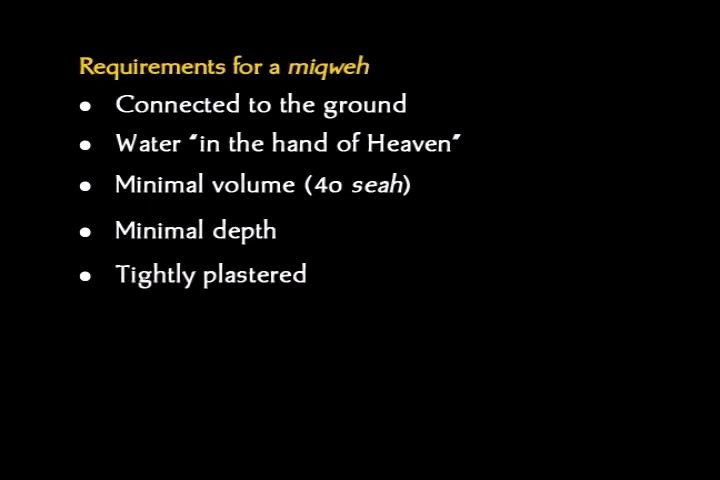 Requirements for a miqweh
• Connected to the ground
• Water "in the hand of Heaven"
• Minimal volume (40 seah)
• Minimal depth
• Tightly plastered